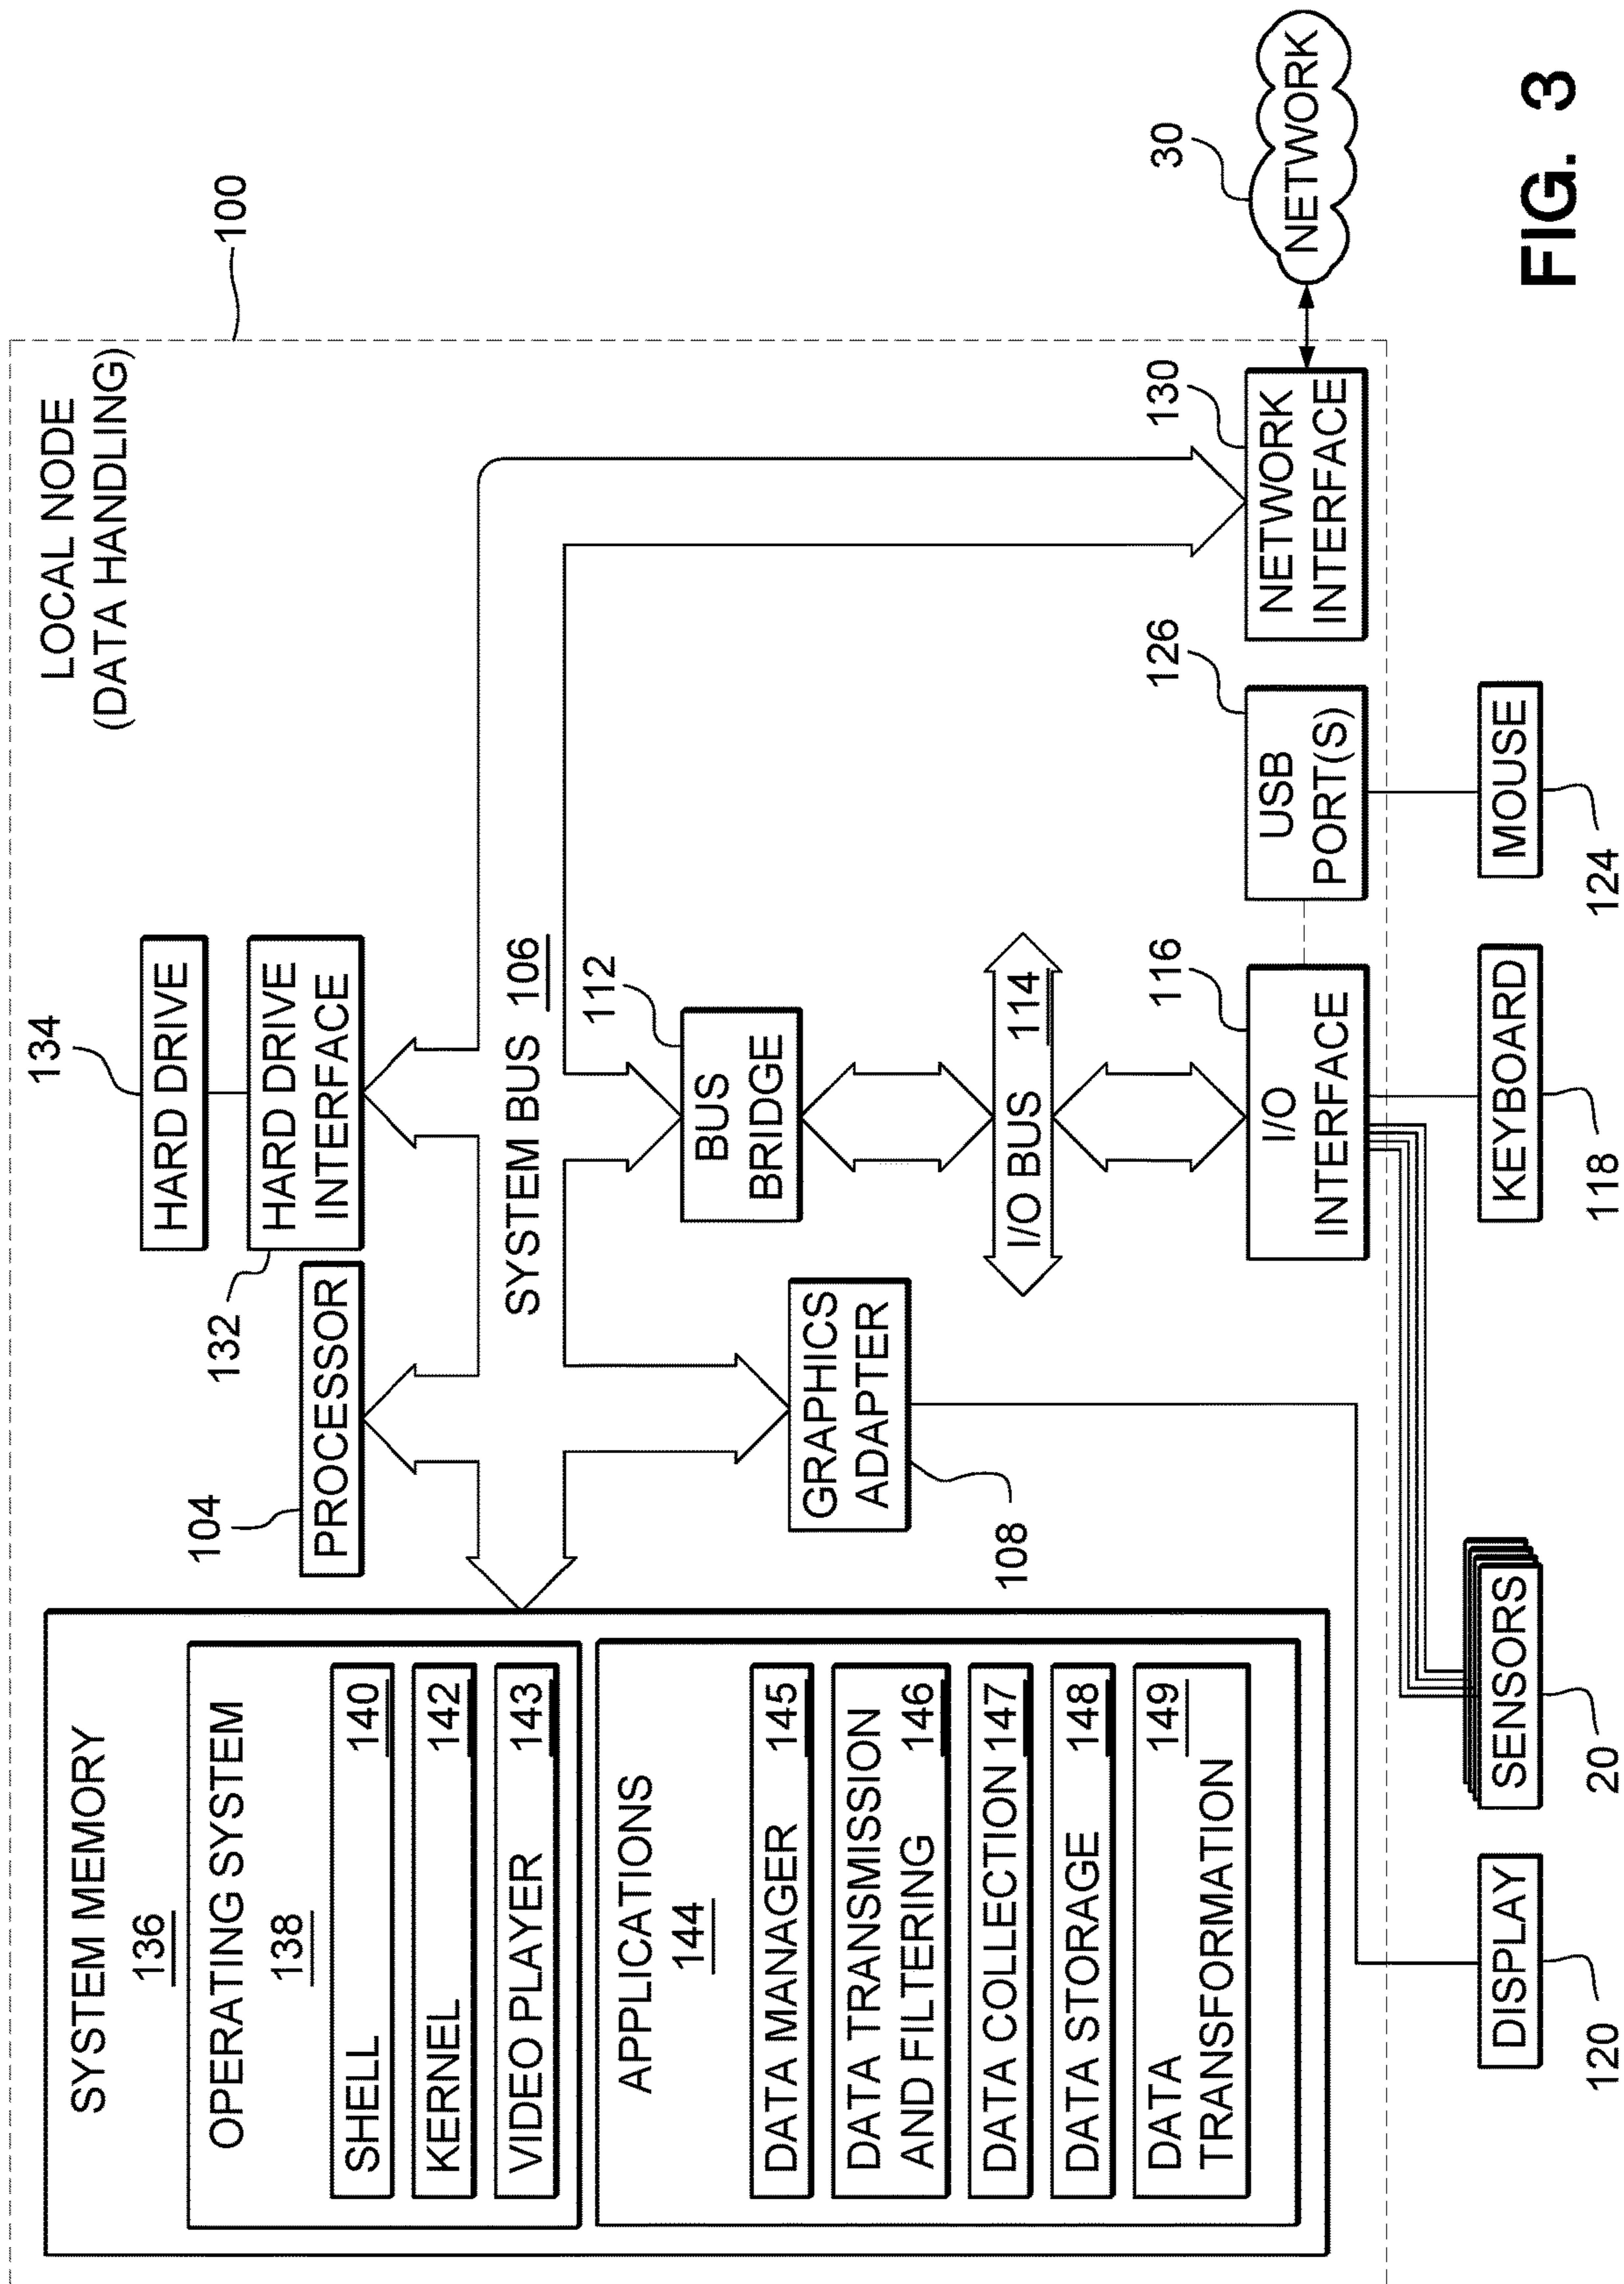 LOCAL NODE
(DATA HANDLING)
100
SYSTEM MEMORY
136
OPERATING SYSTEM
138
SHELL 140
KERNEL 142
VIDEO PLAYER 143
APPLICATIONS
144
DATA MANAGER 145
DATA TRANSMISSION
AND FILTERING 146
DATA COLLECTION 147
DATA STORAGE 148
DATA 149
TRANSFORMATION
104
PROCESSOR
134
HARD DRIVE
HARD DRIVE
INTERFACE
132
SYSTEM BUS 106
112
BUS
BRIDGE
GRAPHICS
ADAPTER
108
I/O BUS 114
116
I/O
INTERFACE
126
USB
PORT(S)
130
NETWORK
INTERFACE
30
NETWORK
DISPLAY
120
SENSORS
20
KEYBOARD
118
MOUSE
124
FIG. 3